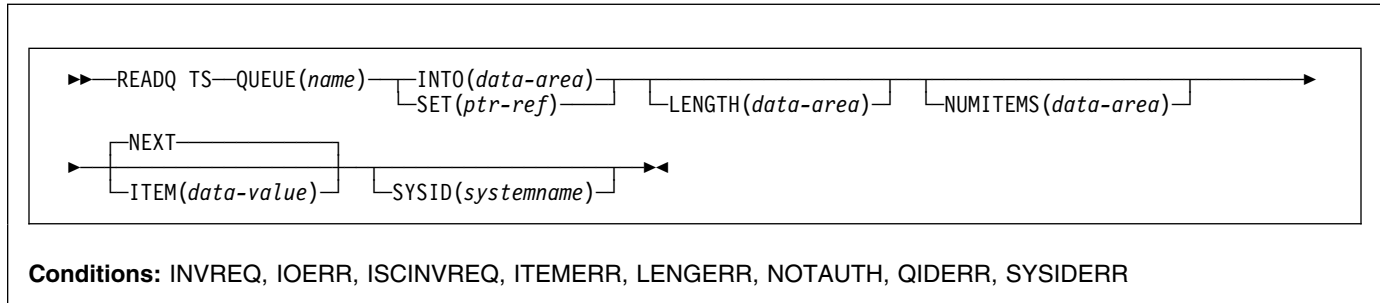 READQ TS QUEUE(name) INTO(data-area)
SET(ptr-ref) LENGTH(data-area) NUMITEMS(data-area)
NEXT
ITEM(data-value) SYSID(systemname)
Conditions: INVREQ, IOERR, ISCINVREQ, ITEMERR, LENGERR, NOTAUTH, QIDERR, SYSIDERR